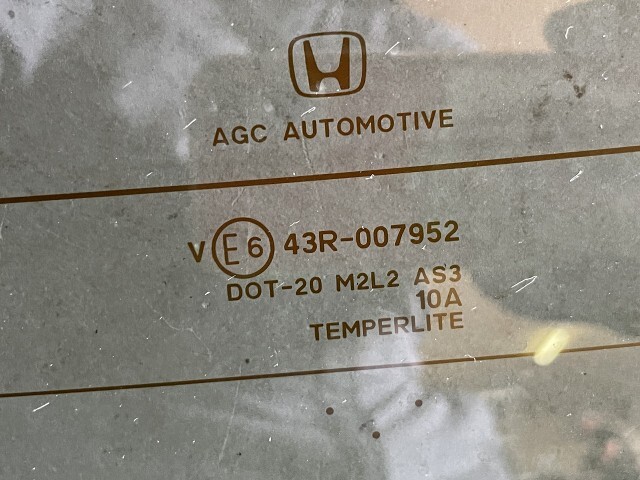 AGC AUTOMOTIVE
V E6 43R-007952
DOT-20 M2L2 AS3
10A
TEMPERLITE